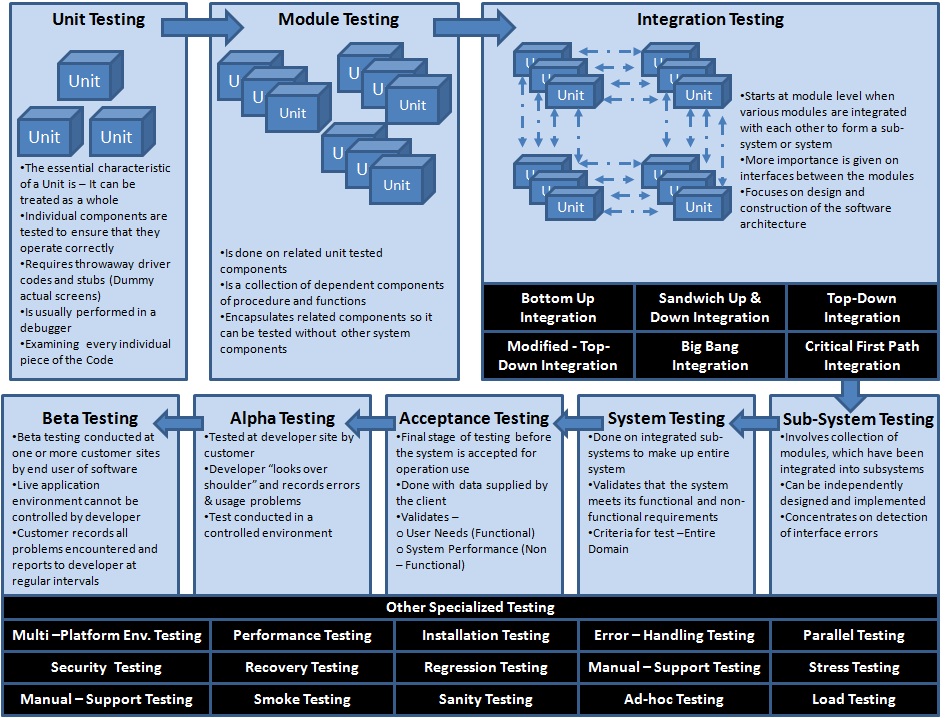 Unit Testing
Unit
Unit
Unit
•The essential characteristic
of a Unit is – It can be
treated as a whole
•Individual components are
tested to ensure that they
operate correctly
•Requires throwaway driver
codes and stubs (Dummy
actual screens)
•Is usually performed in a
debugger
•Examining every individual
piece of the Code
Module Testing
U
U
Unit
U
U
Unit
U
U
Unit
•Is done on related unit tested
components
•Is a collection of dependent components
of procedure and functions
•Encapsulates related components so it
can be tested without other system
components
Integration Testing
U
U
Unit
U
U
Unit
U
U
Unit
U
U
Unit
•Starts at module level when
various modules are integrated
with each other to form a sub-
system or system
•More importance is given on
interfaces between the modules
•Focuses on design and
construction of the software
architecture
Bottom Up
Integration
Sandwich Up &
Down Integration
Top-Down
Integration
Modified - Top-
Down Integration
Big Bang
Integration
Critical First Path
Integration
Beta Testing
•Beta testing conducted at
one or more customer sites
by end user of software
•Live application
environment cannot be
controlled by developer
•Customer records all
problems encountered and
reports to developer at
regular intervals
Alpha Testing
•Tested at developer site by
customer
•Developer “looks over
shoulder” and records errors
& usage problems
•Test conducted in a
controlled environment
Acceptance Testing
•Final stage of testing before
the system is accepted for
operation use
•Done with data supplied by
the client
•Validates –
o User Needs (Functional)
o System Performance (Non
– Functional)
System Testing
•Done on integrated sub-
systems to make up entire
system
•Validates that the system
meets its functional and non-
functional requirements
•Criteria for test –Entire
Domain
Sub-System Testing
•Involves collection of
modules, which have been
integrated into subsystems
•Can be independently
designed and implemented
•Concentrates on detection
of interface errors
Other Specialized Testing
Multi –Platform Env. Testing
Performance Testing
Installation Testing
Error – Handling Testing
Parallel Testing
Security Testing
Recovery Testing
Regression Testing
Manual – Support Testing
Stress Testing
Manual – Support Testing
Smoke Testing
Sanity Testing
Ad-hoc Testing
Load Testing